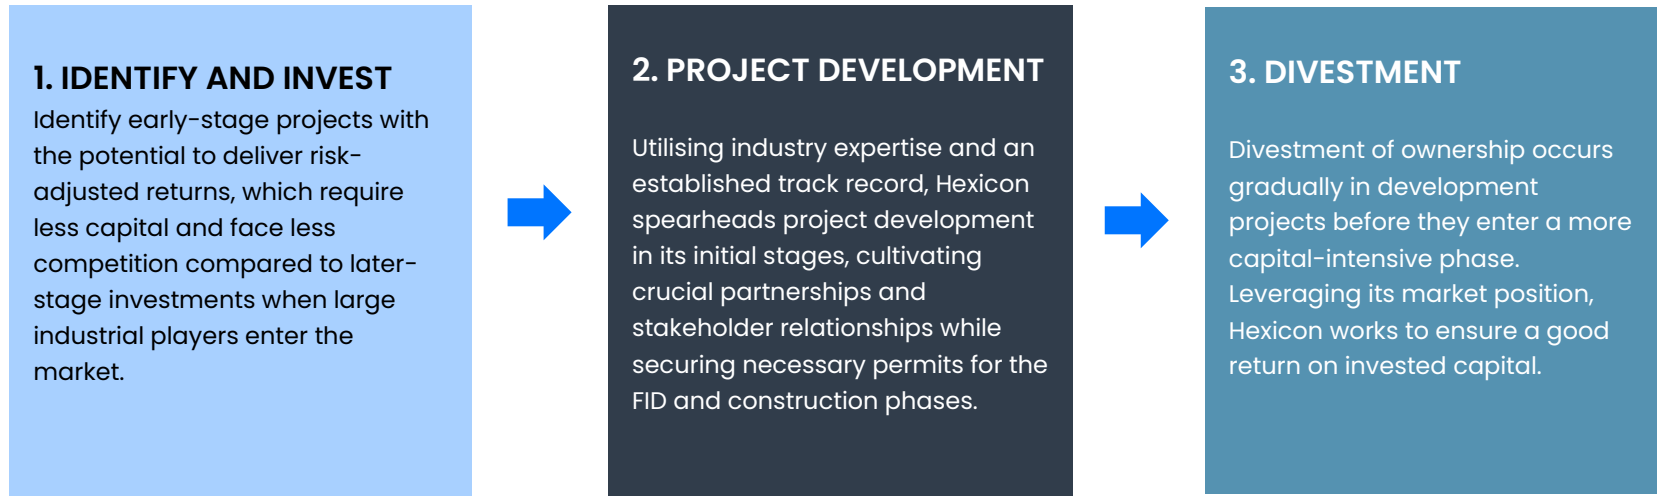 1. IDENTIFY AND INVEST
Identify early-stage projects with
the potential to deliver risk-
adjusted returns, which require
less capital and face less
competition compared to later-
stage investments when large
industrial players enter the
market.
2. PROJECT DEVELOPMENT
Utilising industry expertise and an
established track record, Hexicon
spearheads project development
in its initial stages, cultivating
crucial partnerships and
stakeholder relationships while
securing necessary permits for the
FID and construction phases.
3. DIVESTMENT
Divestment of ownership occurs
gradually in development
projects before they enter a more
capital-intensive phase.
Leveraging its market position,
Hexicon works to ensure a good
return on invested capital.